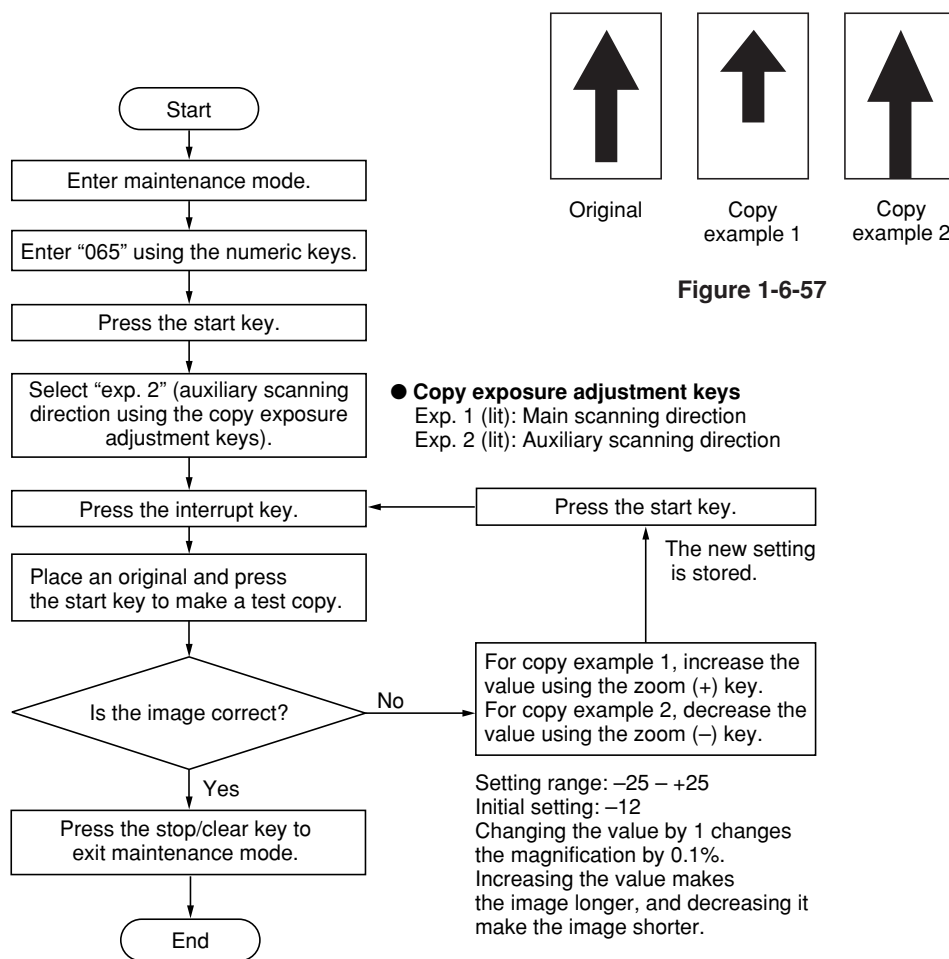 Start
Enter maintenance mode.
Enter “065” using the numeric keys.
Press the start key.
Select “exp. 2” (auxiliary scanning
direction using the copy exposure
adjustment keys).
Press the interrupt key.
Place an original and press
the start key to make a test copy.
Is the image correct?
No
Yes
Press the stop/clear key to
exit maintenance mode.
End
Original
Copy
example 1
Copy
example 2
Figure 1-6-57
● Copy exposure adjustment keys
Exp. 1 (lit): Main scanning direction
Exp. 2 (lit): Auxiliary scanning direction
Press the start key.
The new setting
is stored.
For copy example 1, increase the
value using the zoom (+) key.
For copy example 2, decrease the
value using the zoom (–) key.
Setting range: –25 – +25
Initial setting: –12
Changing the value by 1 changes
the magnification by 0.1%.
Increasing the value makes
the image longer, and decreasing it
make the image shorter.